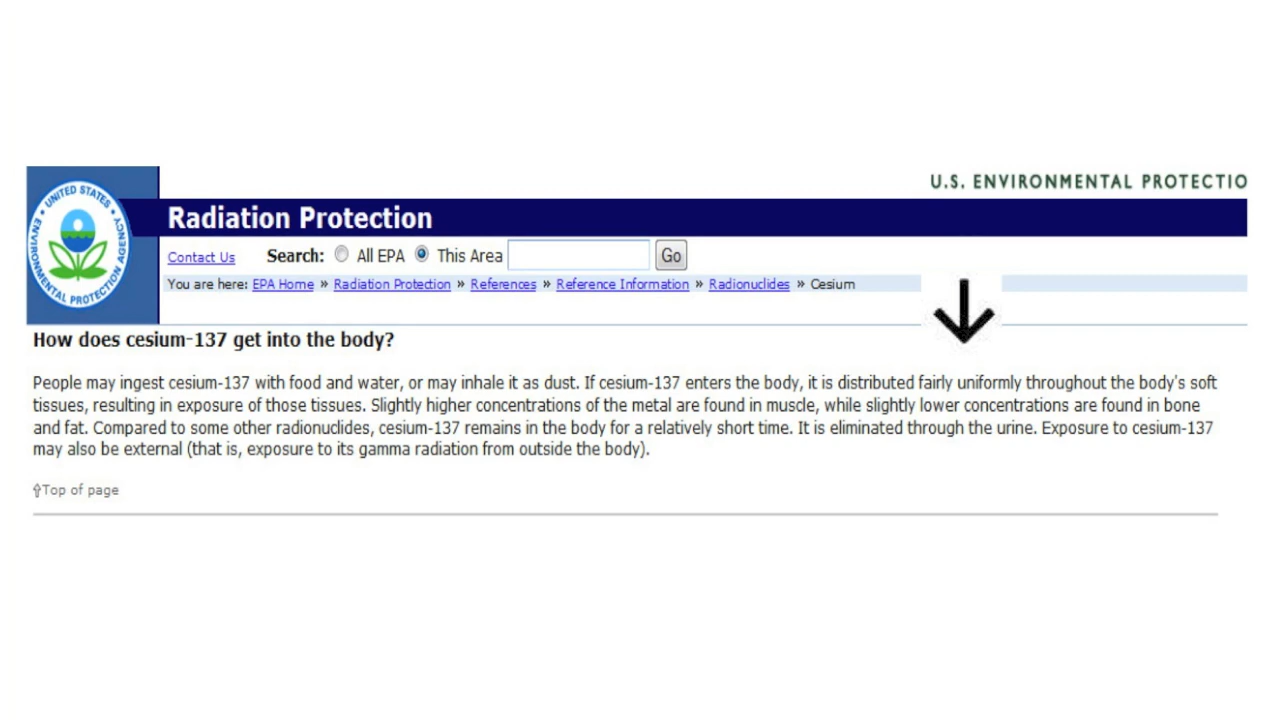 U.S. ENVIRONMENTAL PROTECTIO
UNITED STATES
ENVIRONMENTAL PROTECTION AGENCY
Radiation Protection
Contact Us Search: All EPA This Area Go
You are here: EPA Home » Radiation Protection » References » Reference Information » Radionuclides » Cesium
How does cesium-137 get into the body?
People may ingest cesium-137 with food and water, or may inhale it as dust. If cesium-137 enters the body, it is distributed fairly uniformly throughout the body's soft
tissues, resulting in exposure of those tissues. Slightly higher concentrations of the metal are found in muscle, while slightly lower concentrations are found in bone
and fat. Compared to some other radionuclides, cesium-137 remains in the body for a relatively short time. It is eliminated through the urine. Exposure to cesium-137
may also be external (that is, exposure to its gamma radiation from outside the body).
⇧Top of page